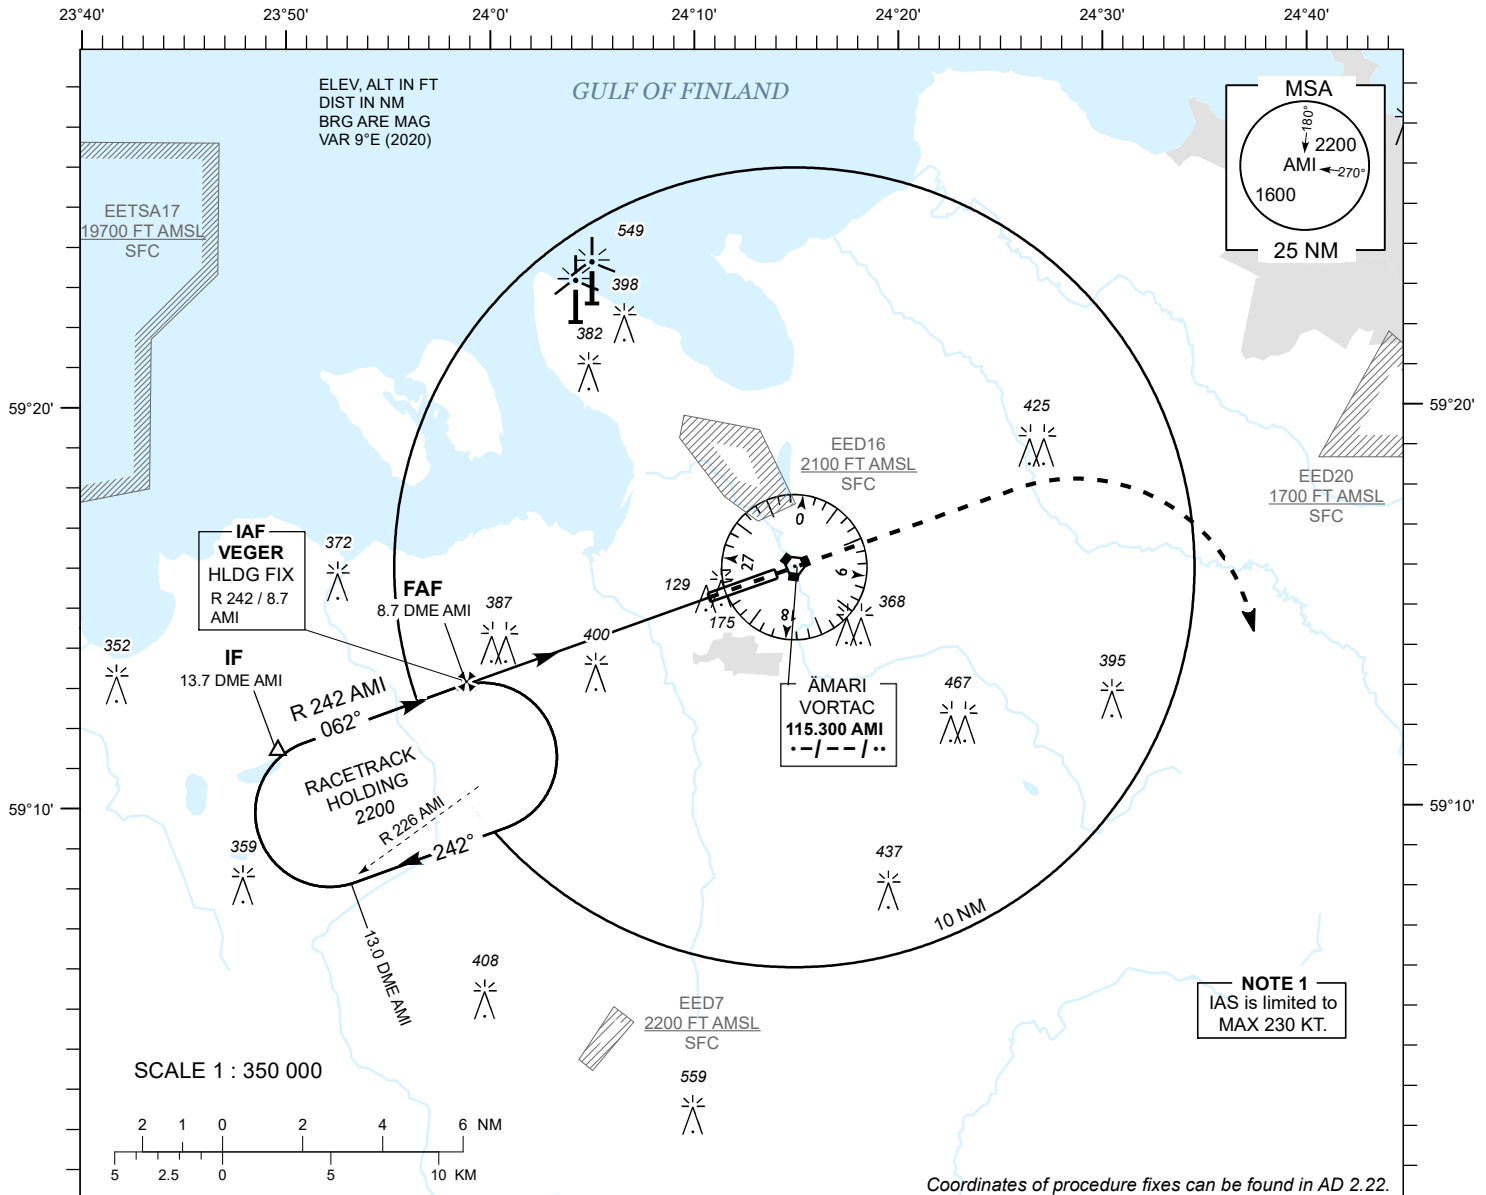 23°40'
23°50'
24°0'
24°10'
24°20'
24°30'
24°40'
ELEV, ALT IN FT
DIST IN NM
BRG ARE MAG
VAR 9°E (2020)
GULF OF FINLAND
MSA
180°
2200
AMI
270°
1600
25 NM
EETSA17
19700 FT AMSL
SFC
549
398
382
59°20'
59°20'
425
EED16
2100 FT AMSL
SFC
EED20
1700 FT AMSL
SFC
IAF
VEGER
HLDG FIX
R 242 / 8.7
AMI
372
FAF
8.7 DME AMI
387
0
27
9
18
129
175
368
400
352
IF
13.7 DME AMI
R 242 AMI
062°
ÄMARI
VORTAC
115.300 AMI
467
395
RACETRACK
HOLDING
2200
R 226 AMI
242°
59°10'
59°10'
359
437
10 NM
13.0 DME AMI
408
EED7
2200 FT AMSL
SFC
NOTE 1
IAS is limited to
MAX 230 KT.
559
SCALE 1 : 350 000
2 1 0 2 4 6 NM
5 2.5 0 5 10 KM
Coordinates of procedure fixes can be found in AD 2.22.